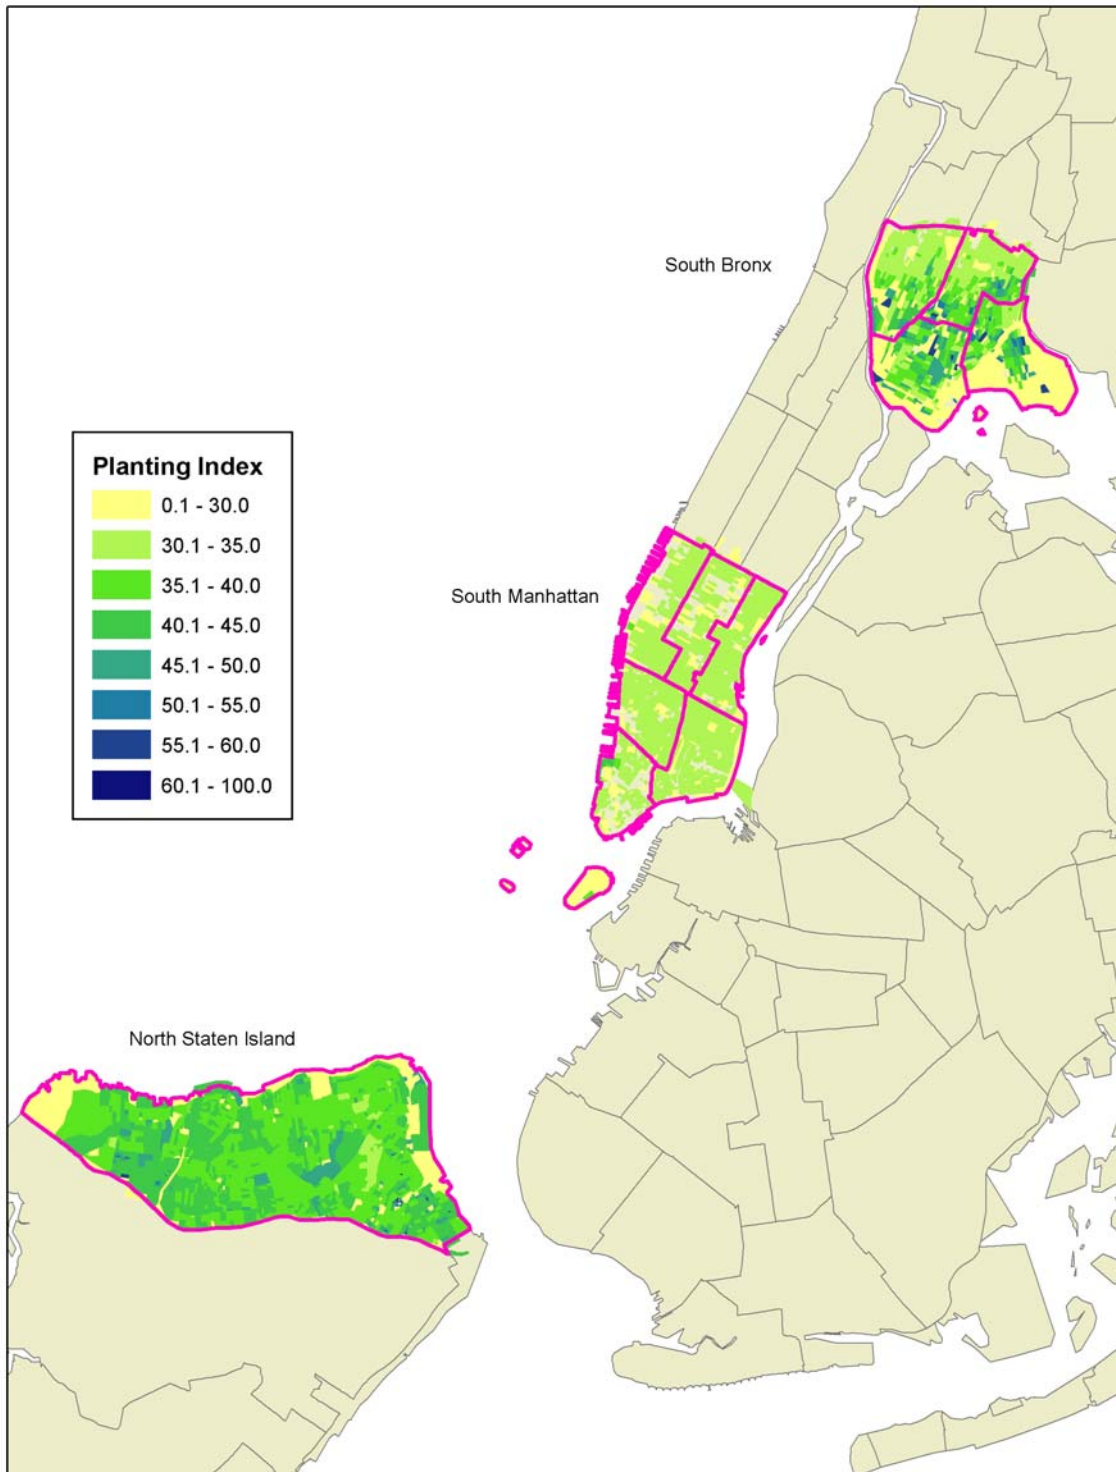 South Bronx
Planting Index
0.1 - 30.0
30.1 - 35.0
35.1 - 40.0
40.1 - 45.0
45.1 - 50.0
50.1 - 55.0
55.1 - 60.0
60.1 - 100.0
South Manhattan
North Staten Island